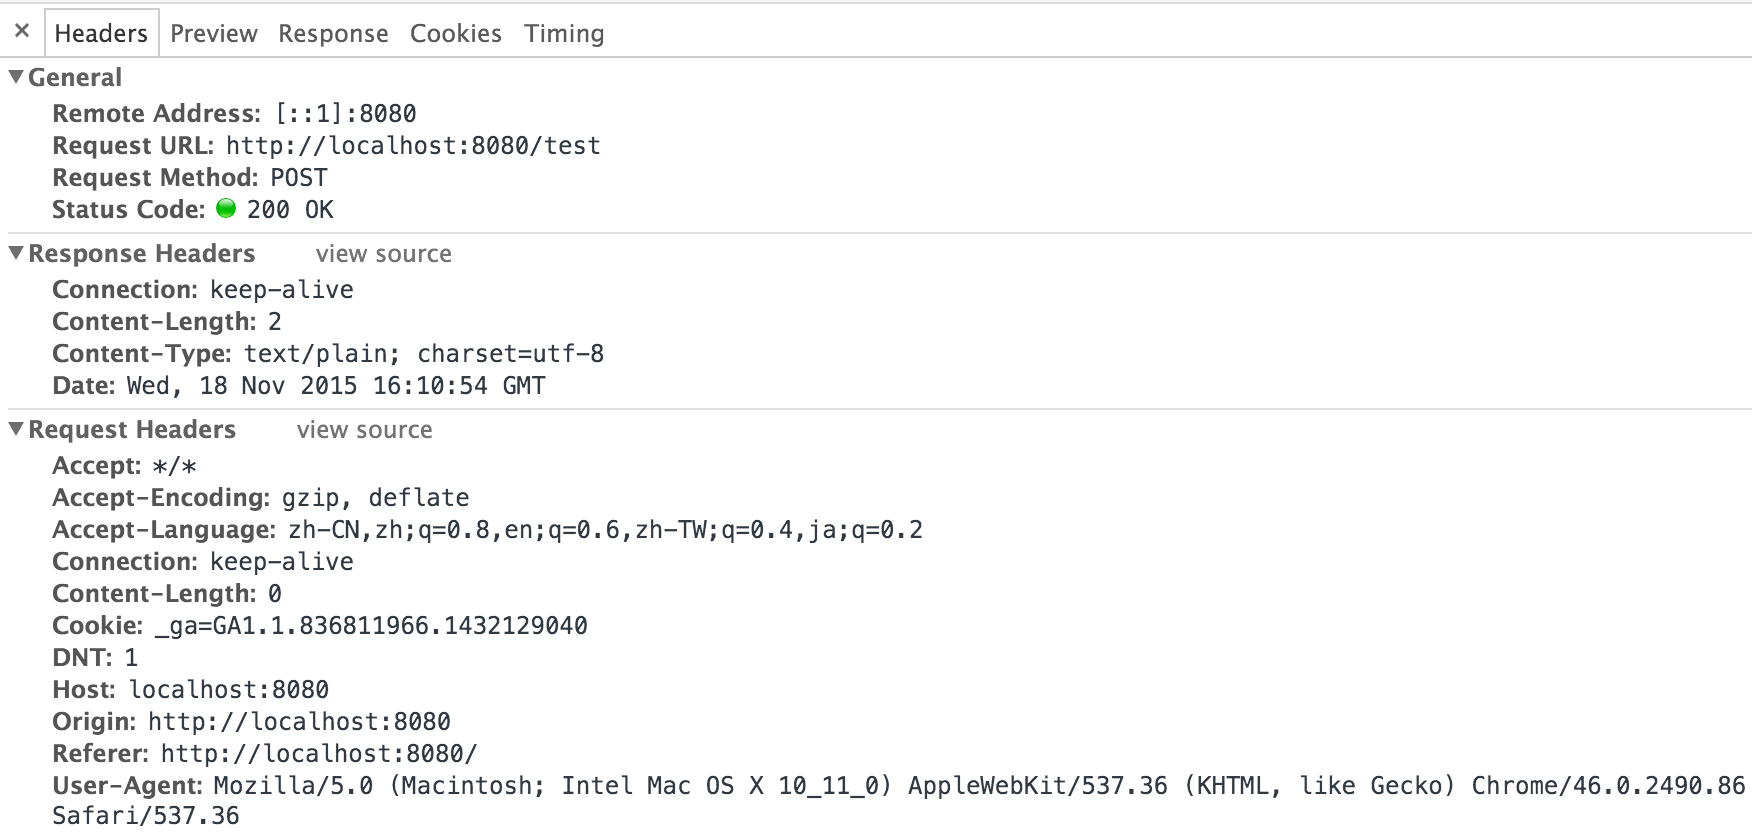 × Headers Preview Response Cookies Timing
▼General
Remote Address: [::1]:8080
Request URL: http://localhost:8080/test
Request Method: POST
Status Code: 200 OK
▼Response Headers view source
Connection: keep-alive
Content-Length: 2
Content-Type: text/plain; charset=utf-8
Date: Wed, 18 Nov 2015 16:10:54 GMT
▼Request Headers view source
Accept: */*
Accept-Encoding: gzip, deflate
Accept-Language: zh-CN,zh;q=0.8,en;q=0.6,zh-TW;q=0.4,ja;q=0.2
Connection: keep-alive
Content-Length: 0
Cookie: _ga=GA1.1.836811966.1432129040
DNT: 1
Host: localhost:8080
Origin: http://localhost:8080
Referer: http://localhost:8080/
User-Agent: Mozilla/5.0 (Macintosh; Intel Mac OS X 10_11_0) AppleWebKit/537.36 (KHTML, like Gecko) Chrome/46.0.2490.86
Safari/537.36